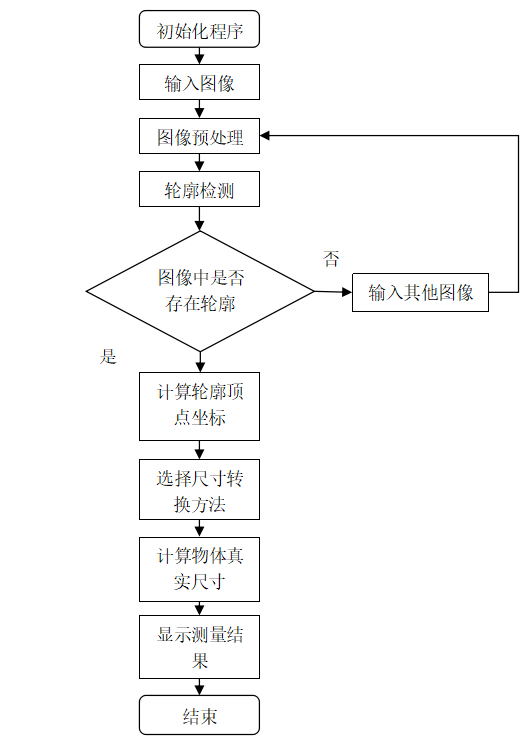 初始化程序
输入图像
图像预处理
轮廓检测
图像中是否
存在轮廓
否
输入其他图像
是
计算轮廓顶
点坐标
选择尺寸转
换方法
计算物体真
实尺寸
显示测量结
果
结束